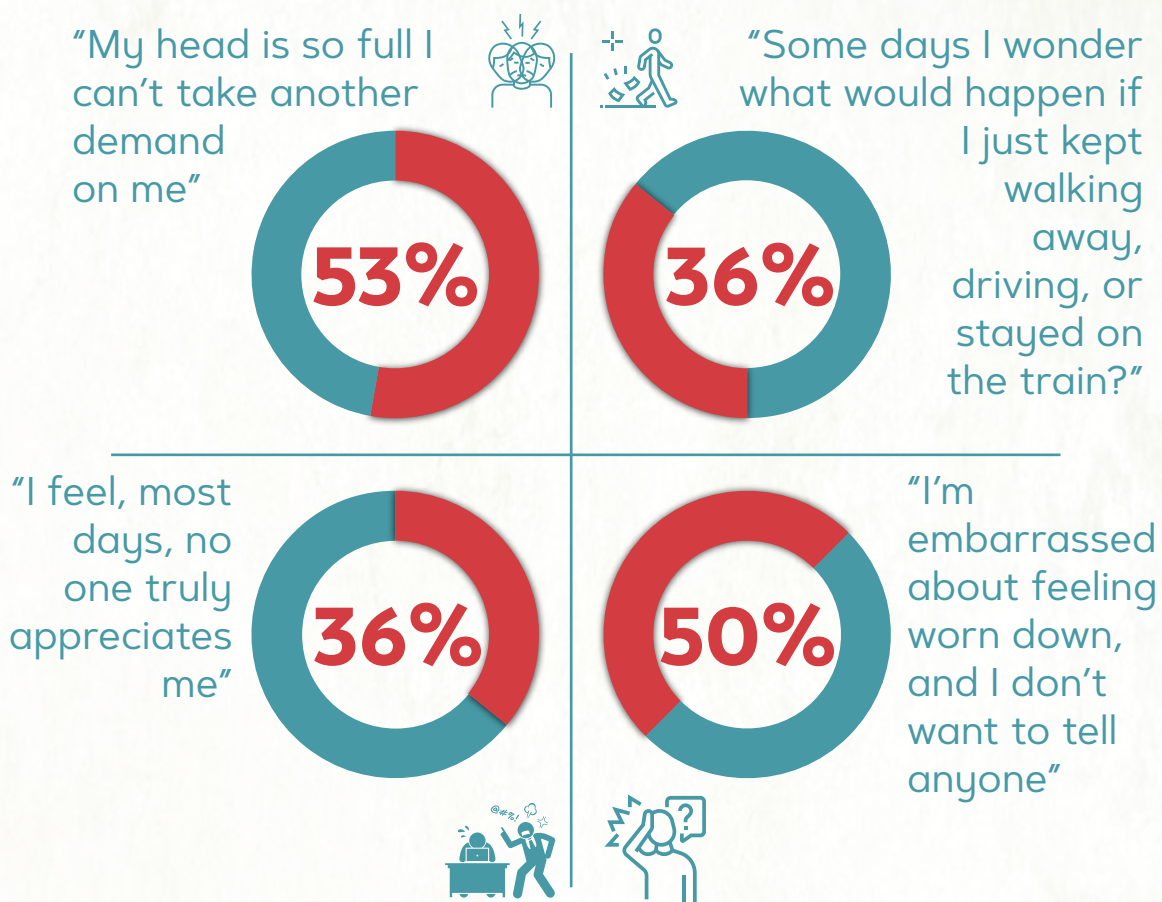 “My head is so full I
can’t take another
demand
on me”
53%
“Some days I wonder
what would happen if
I just kept
walking
away,
driving, or
stayed on
the train?”
36%
“I feel, most
days, no
one truly
appreciates
me”
36%
“I’m
embarrassed
about feeling
worn down,
and I don’t
want to tell
anyone”
50%
@#%!
?